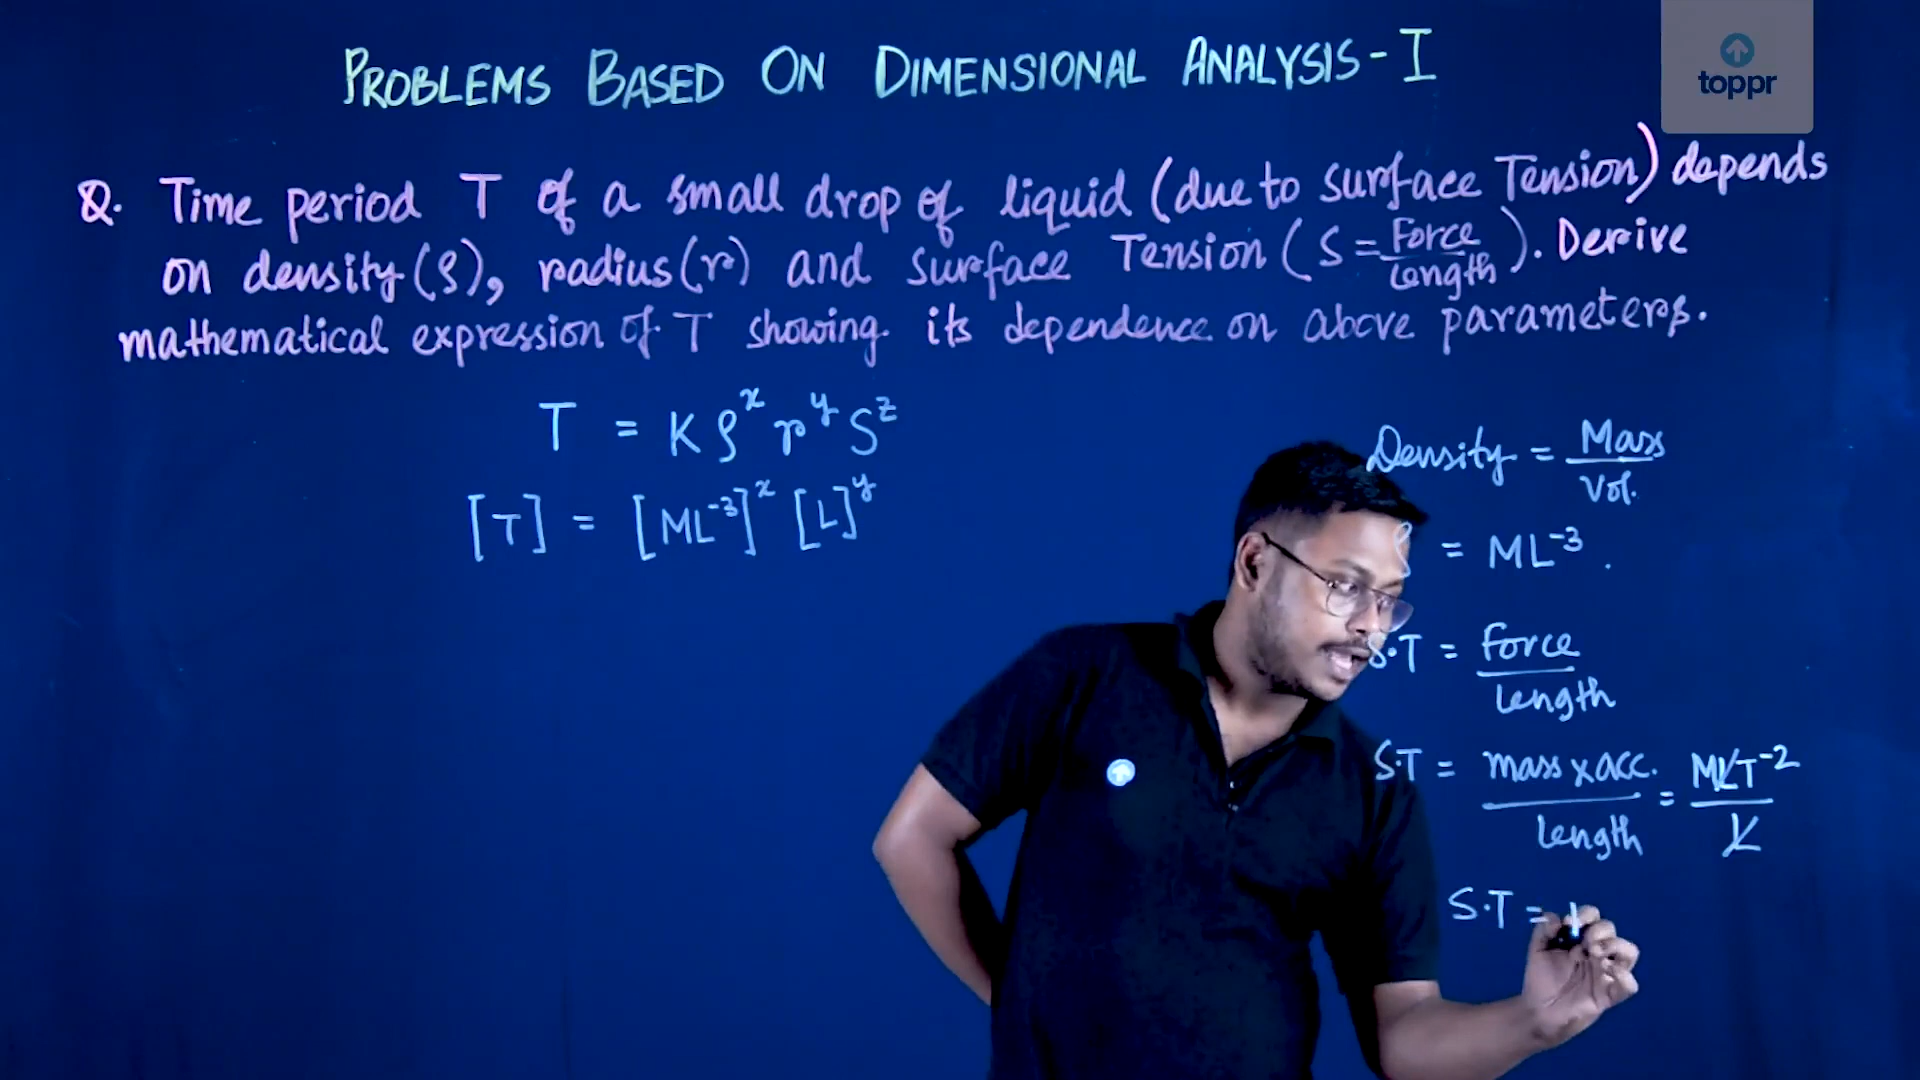 PROBLEMS BASED ON DIMENSIONAL ANALYSIS - I
toppr
Q. Time period T of a small drop of liquid (due to surface Tension) depends
on density (ρ), radius (r) and surface Tension (S = Force/Length). Derive
mathematical expression of T showing its dependence on above parameters.
T = K ρ^x r^y S^z
[T] = [ML^-3]^x [L]^y
Density = Mass/Vol.
ρ = ML^-3.
S.T = Force/Length
S.T = mass x acc./Length = MLT^-2/L
S.T =